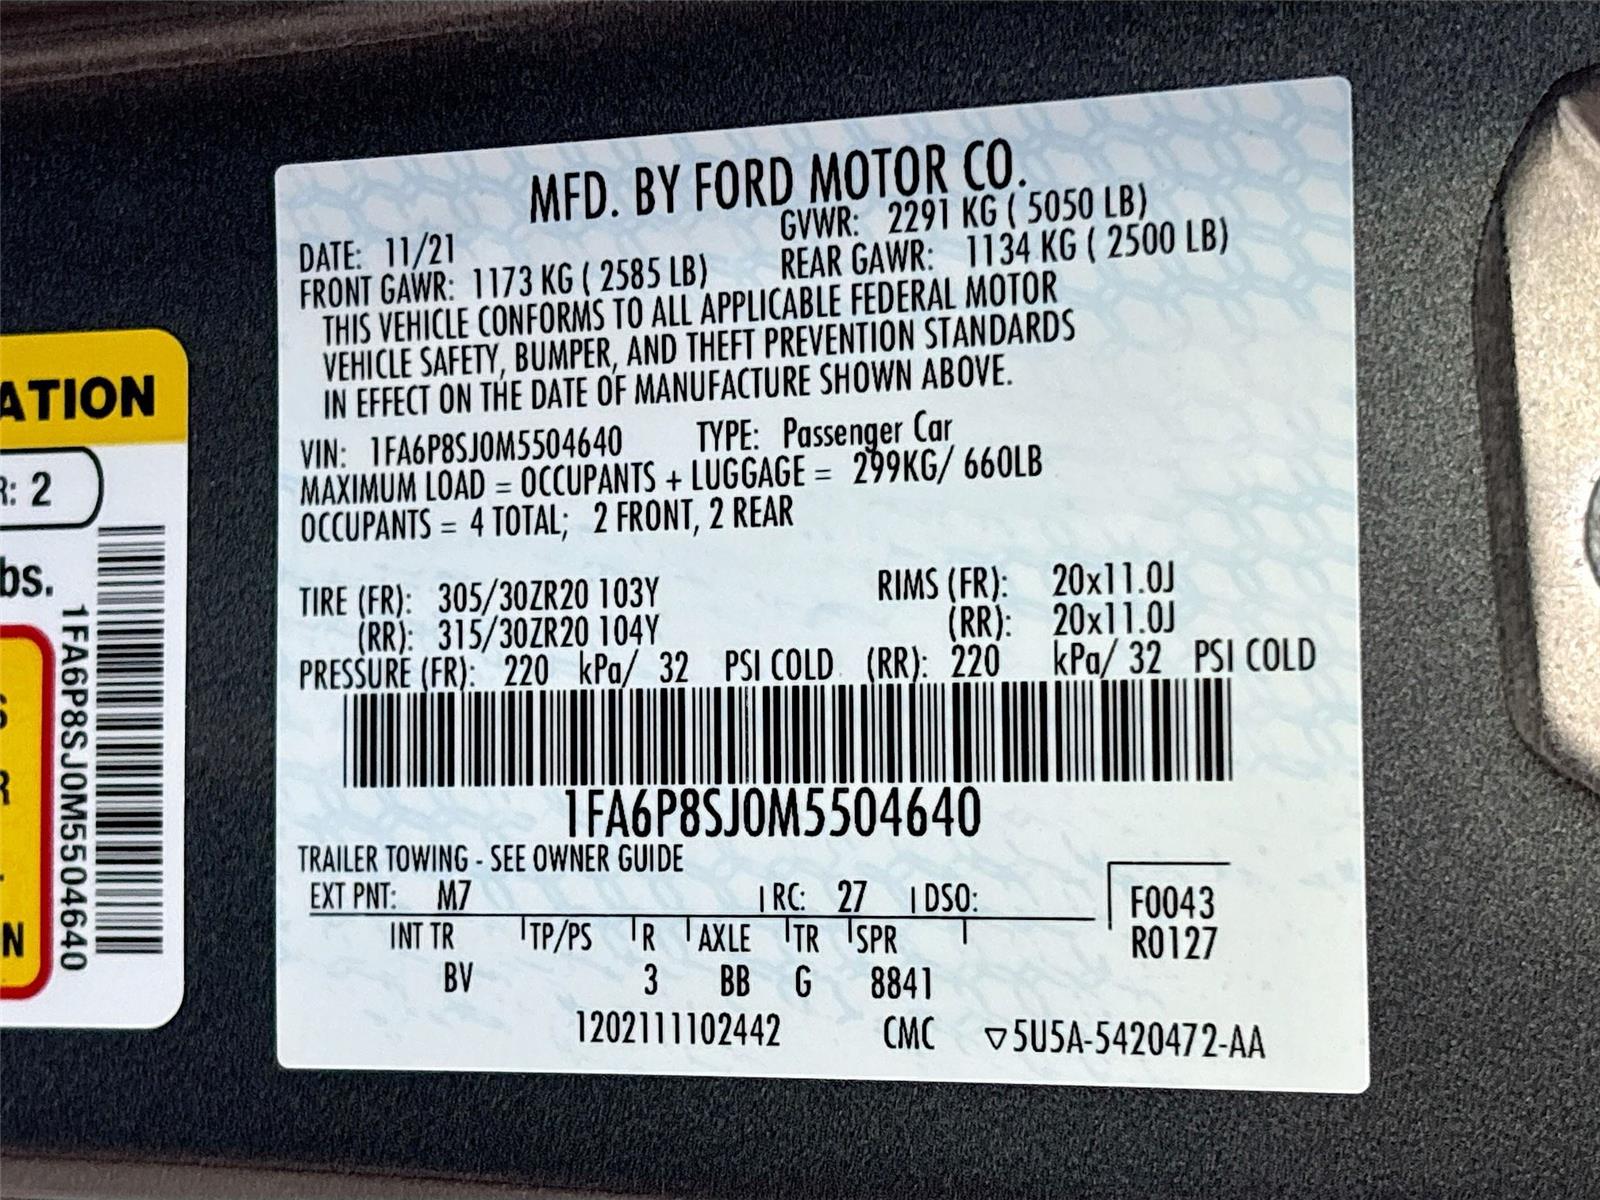 MFD. BY FORD MOTOR CO.
DATE: 11/21 GVWR: 2291 KG ( 5050 LB)
FRONT GAWR: 1173 KG ( 2585 LB) REAR GAWR: 1134 KG ( 2500 LB)
THIS VEHICLE CONFORMS TO ALL APPLICABLE FEDERAL MOTOR
VEHICLE SAFETY, BUMPER, AND THEFT PREVENTION STANDARDS
IN EFFECT ON THE DATE OF MANUFACTURE SHOWN ABOVE.
VIN: 1FA6P8SJ0M5504640 TYPE: Passenger Car
MAXIMUM LOAD = OCCUPANTS + LUGGAGE = 299KG/ 660LB
OCCUPANTS = 4 TOTAL; 2 FRONT, 2 REAR
TIRE (FR): 305/30ZR20 103Y RIMS (FR): 20x11.0J
(RR): 315/30ZR20 104Y (RR): 20x11.0J
PRESSURE (FR): 220 kPa/ 32 PSI COLD (RR): 220 kPa/ 32 PSI COLD
1FA6P8SJ0M5504640
TRAILER TOWING - SEE OWNER GUIDE
EXT PNT: M7 RC: 27 DSO: F0043
INT TR TP/PS R AXLE TR SPR R0127
BV 3 BB G 8841
1202111102442 CMC ▽5U5A-5420472-AA
ATION
R: 2
bs.
1FA6P8SJ0M5504640
S
R
N